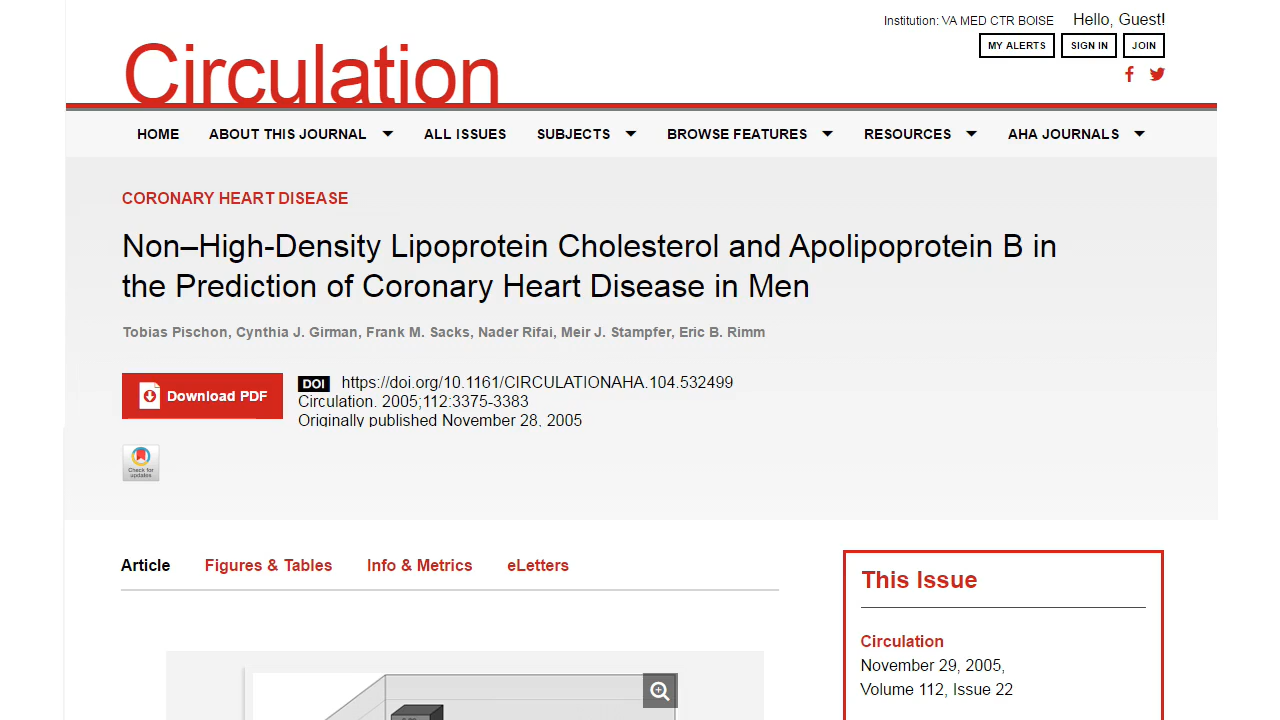 Institution: VA MED CTR BOISE Hello, Guest!
MY ALERTS SIGN IN JOIN
Circulation
HOME ABOUT THIS JOURNAL ALL ISSUES SUBJECTS BROWSE FEATURES RESOURCES AHA JOURNALS
CORONARY HEART DISEASE
Non–High-Density Lipoprotein Cholesterol and Apolipoprotein B in
the Prediction of Coronary Heart Disease in Men
Tobias Pischon, Cynthia J. Girman, Frank M. Sacks, Nader Rifai, Meir J. Stampfer, Eric B. Rimm
Download PDF
DOI https://doi.org/10.1161/CIRCULATIONAHA.104.532499
Circulation. 2005;112:3375-3383
Originally published November 28, 2005
Check for
updates
Article Figures & Tables Info & Metrics eLetters
This Issue
Circulation
November 29, 2005,
Volume 112, Issue 22